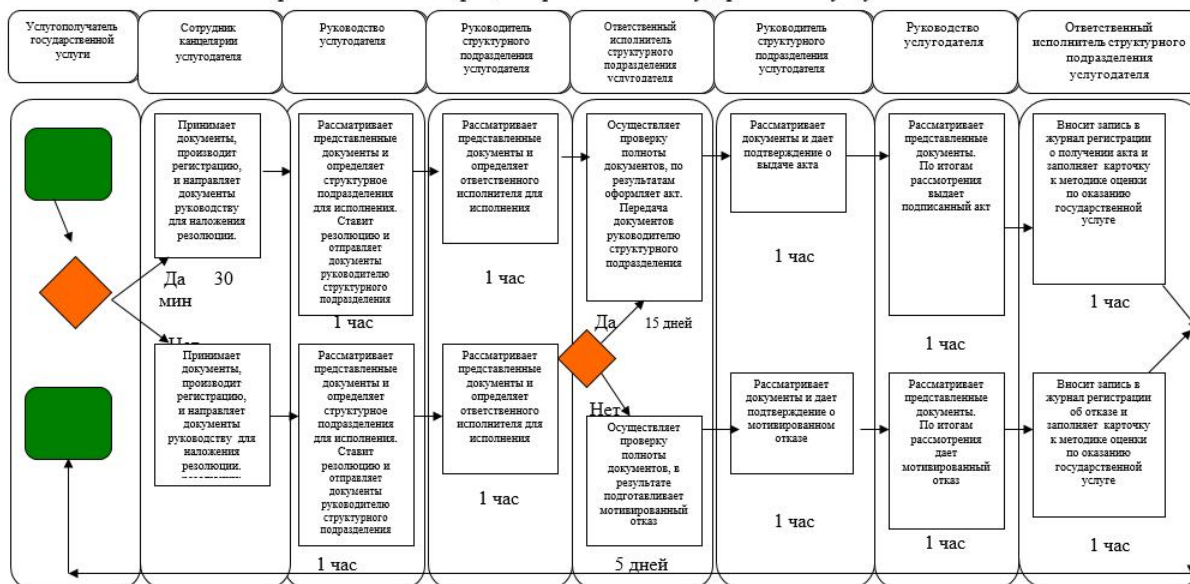 Услугополучатель
государственной
услуги
Сотрудник
канцелярии
услугодателя
Руководство
услугодателя
Руководитель
структурного
подразделения
услугодателя
Ответственный
исполнитель
структурного
подразделения
услугодателя
Руководитель
структурного
подразделения
услугодателя
Руководство
услугодателя
Ответственный
исполнитель структурного
подразделения
услугодателя
Принимает
документы,
производит
регистрацию,
и направляет
документы
руководству
для наложения
резолюции.
Да 30
мин
Рассматривает
представленные
документы и
определяет
структурное
подразделения
для исполнения.
Ставит
резолюцию и
отправляет
документы
руководителю
структурного
подразделения
1 час
Рассматривает
представленные
документы и
определяет
ответственного
исполнителя для
исполнения
1 час
Осуществляет
проверку
полноты
документов, по
результатам
оформляет акт.
Передача
документов
руководителю
структурного
подразделения
Да 15 дней
Рассматривает
документы и дает
подтверждение о
выдаче акта
1 час
Рассматривает
представленные
документы.
По итогам
рассмотрения
выдает
подписанный акт
1 час
Вносит запись в
журнал регистрации
о получении акта и
заполняет карточку
к методике оценки
по оказанию
государственной
услуге
1 час
Нет
Принимает
документы,
производит
регистрацию,
и направляет
документы
руководству для
наложения
резолюции.
Рассматривает
представленные
документы и
определяет
структурное
подразделения
для исполнения.
Ставит
резолюцию и
отправляет
документы
руководителю
структурного
подразделения
1 час
Рассматривает
представленные
документы и
определяет
ответственного
исполнителя для
исполнения
1 час
Нет
Осуществляет
проверку
полноты
документов, в
результате
подготавливает
мотивированный
отказ
5 дней
Рассматривает
документы и дает
подтверждение о
мотивированном
отказе
1 час
Рассматривает
представленные
документы.
По итогам
рассмотрения
дает
мотивированный
отказ
1 час
Вносит запись в
журнал регистрации
об отказе и
заполняет карточку
к методике оценки
по оказанию
государственной
услуге
1 час